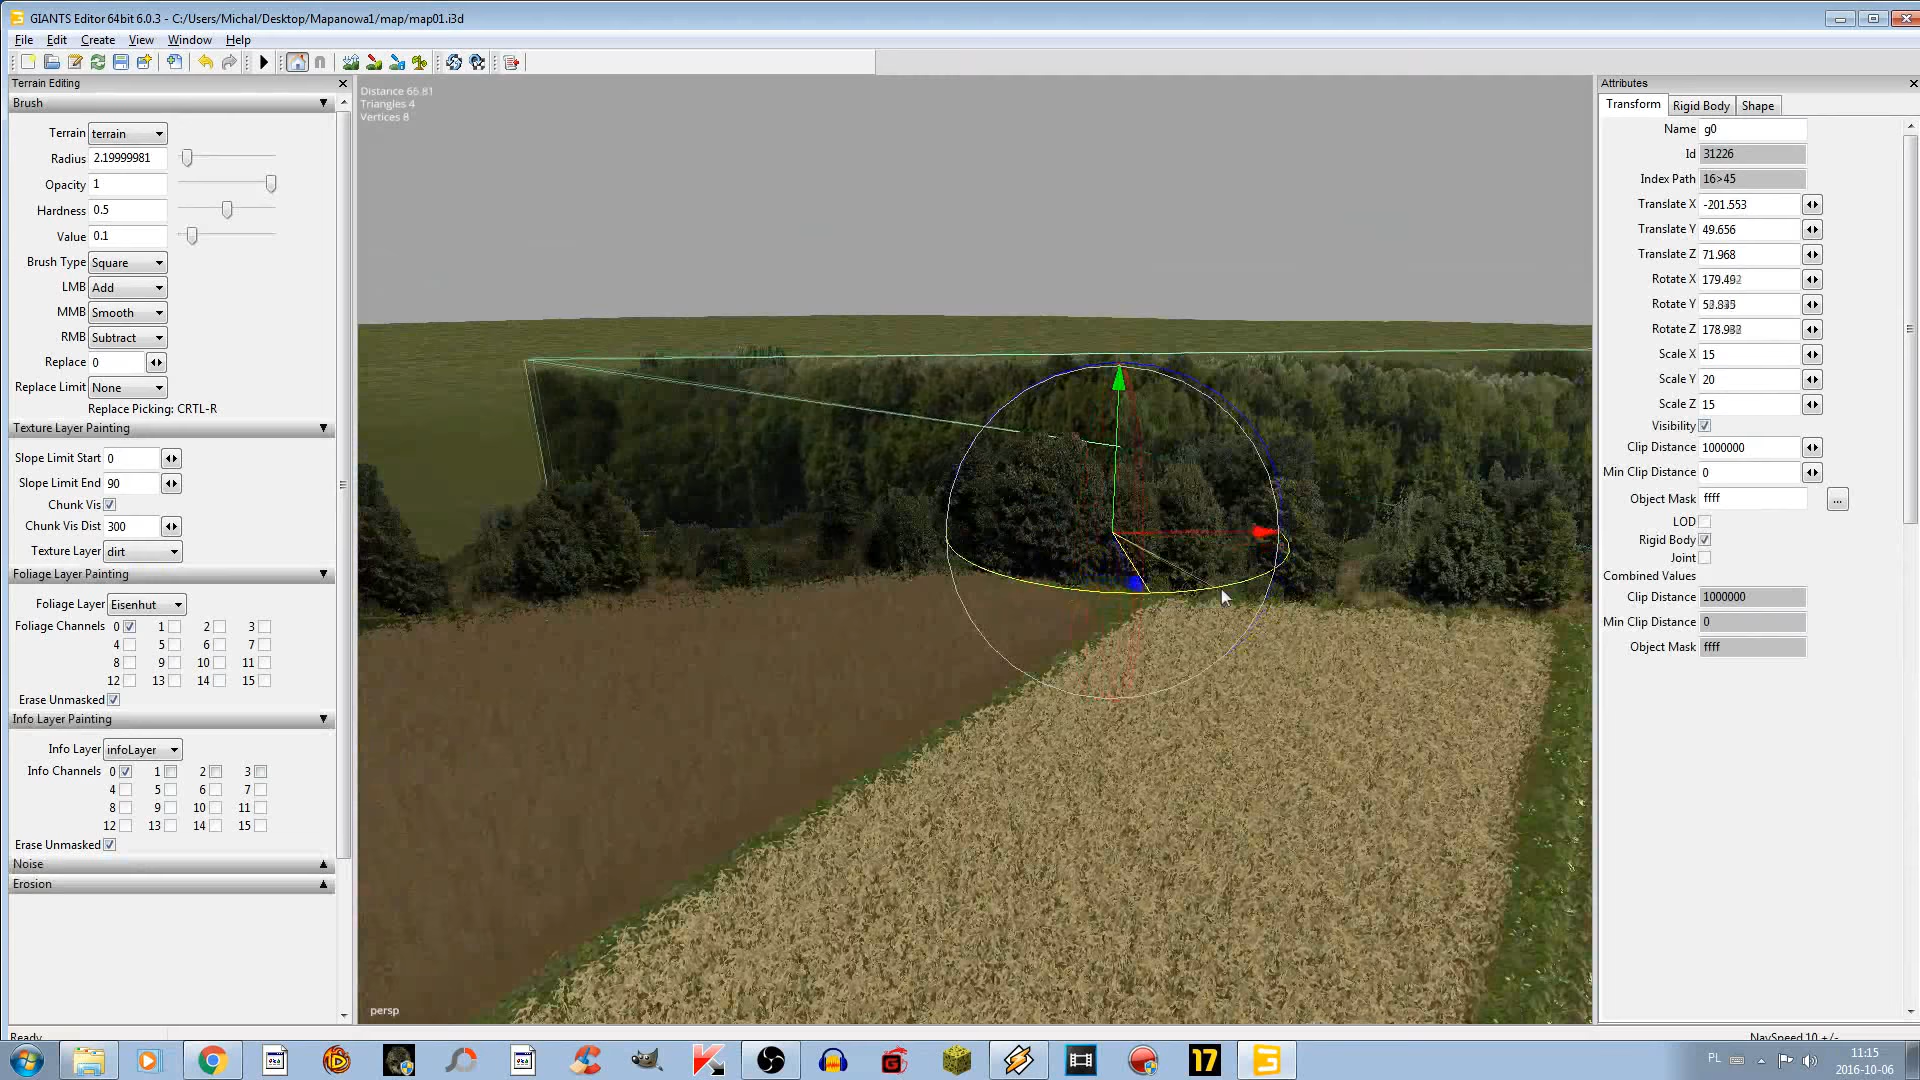 GIANTS Editor 64bit 6.0.3 - C:/Users/Michal/Desktop/Mapanowa1/map/map01.i3d
File Edit Create View Window Help
Terrain Editing
Brush
Terrain terrain
Radius 2.19999981
Opacity 1
Hardness 0.5
Value 0.1
Brush Type Square
LMB Add
MMB Smooth
RMB Subtract
Replace 0
Replace Limit None
Replace Picking: CRTL-R
Texture Layer Painting
Slope Limit Start 0
Slope Limit End 90
Chunk Vis
Chunk Vis Dist 300
Texture Layer dirt
Foliage Layer Painting
Foliage Layer Eisenhut
Foliage Channels 0 1 2 3
4 5 6 7
8 9 10 11
12 13 14 15
Erase Unmasked
Info Layer Painting
Info Layer infoLayer
Info Channels 0 1 2 3
4 5 6 7
8 9 10 11
12 13 14 15
Erase Unmasked
Noise
Erosion
Ready
Distance 66.81
Triangles 4
Vertices 8
persp
Attributes
Transform Rigid Body Shape
Name g0
Id 31226
Index Path 16>45
Translate X -201.553
Translate Y 49.656
Translate Z 71.968
Rotate X
Rotate Y
Rotate Z
Scale X 15
Scale Y 20
Scale Z 15
Visibility
Clip Distance 1000000
Min Clip Distance 0
Object Mask ffff ...
LOD
Rigid Body
Joint
Combined Values
Clip Distance 1000000
Min Clip Distance 0
Object Mask ffff
NavSpeed 10 +/-
17
PL
11:15
2016-10-06